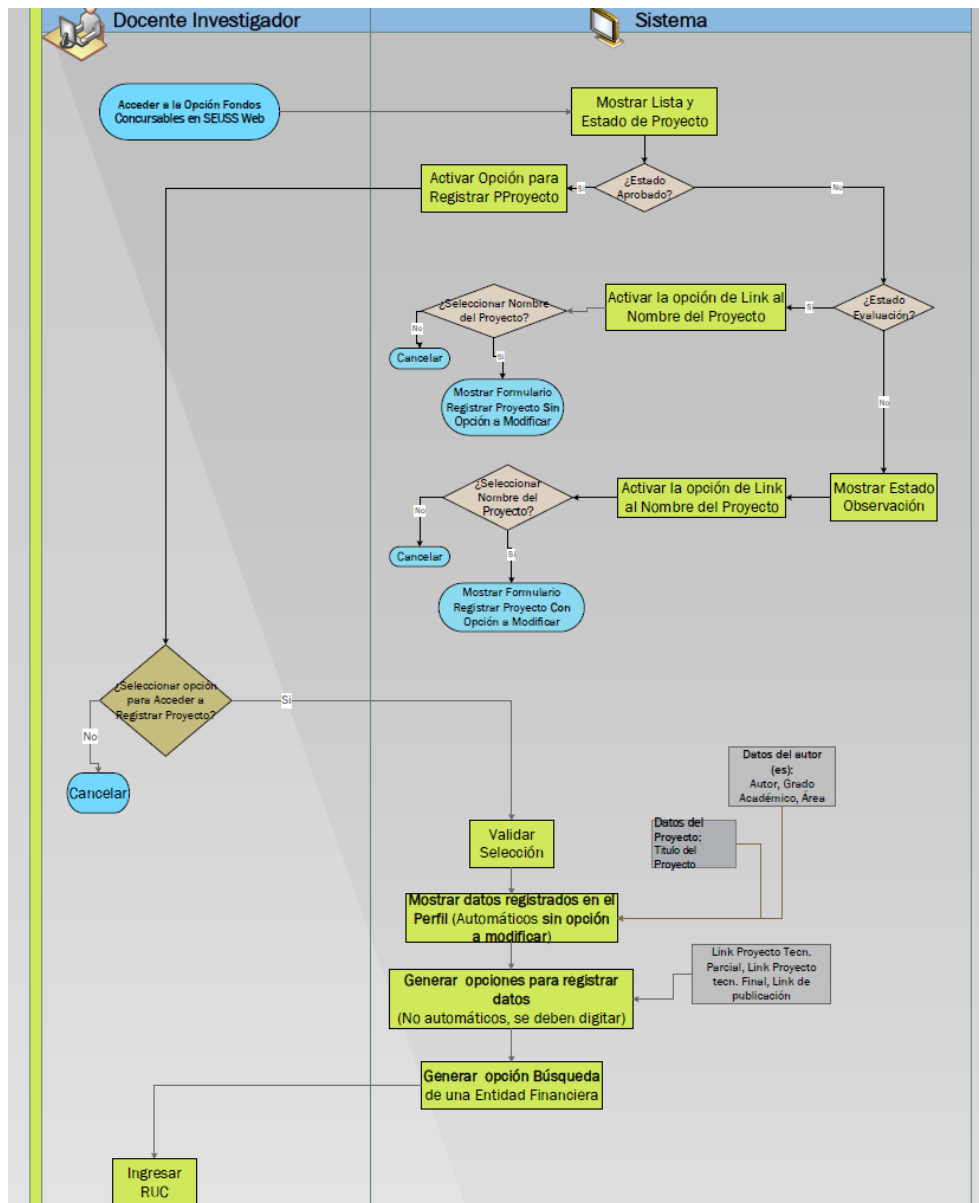 Docente Investigador
Sistema
Acceder a la Opción Fondos
Concursables en SEUSS Web
Mostrar Lista y
Estado de Proyecto
Activar Opción para
Registrar PProyecto
Si
¿Estado
Aprobado?
No
¿Seleccionar Nombre
del Proyecto?
Activar la opción de Link al
Nombre del Proyecto
Si
¿Estado
Evaluación?
No
Cancelar
Si
Mostrar Formulario
Registrar Proyecto Sin
Opción a Modificar
No
¿Seleccionar
Nombre del
Proyecto?
Activar la opción de Link
al Nombre del Proyecto
Mostrar Estado
Observación
No
Cancelar
Si
Mostrar Formulario
Registrar Proyecto Con
Opción a Modificar
¿Seleccionar opción
para Acceder a
Registrar Proyecto?
Si
No
Cancelar
Datos del autor
(es):
Autor, Grado
Académico, Área
Datos del
Proyecto:
Titulo del
Proyecto
Validar
Selección
Mostrar datos registrados en el
Perfil (Automáticos sin opción
a modificar)
Link Proyecto Tecn.
Parcial, Link Proyecto
tecn. Final, Link de
publicación
Generar opciones para registrar
datos
(No automáticos, se deben digitar)
Generar opción Búsqueda
de una Entidad Financiera
Ingresar
RUC